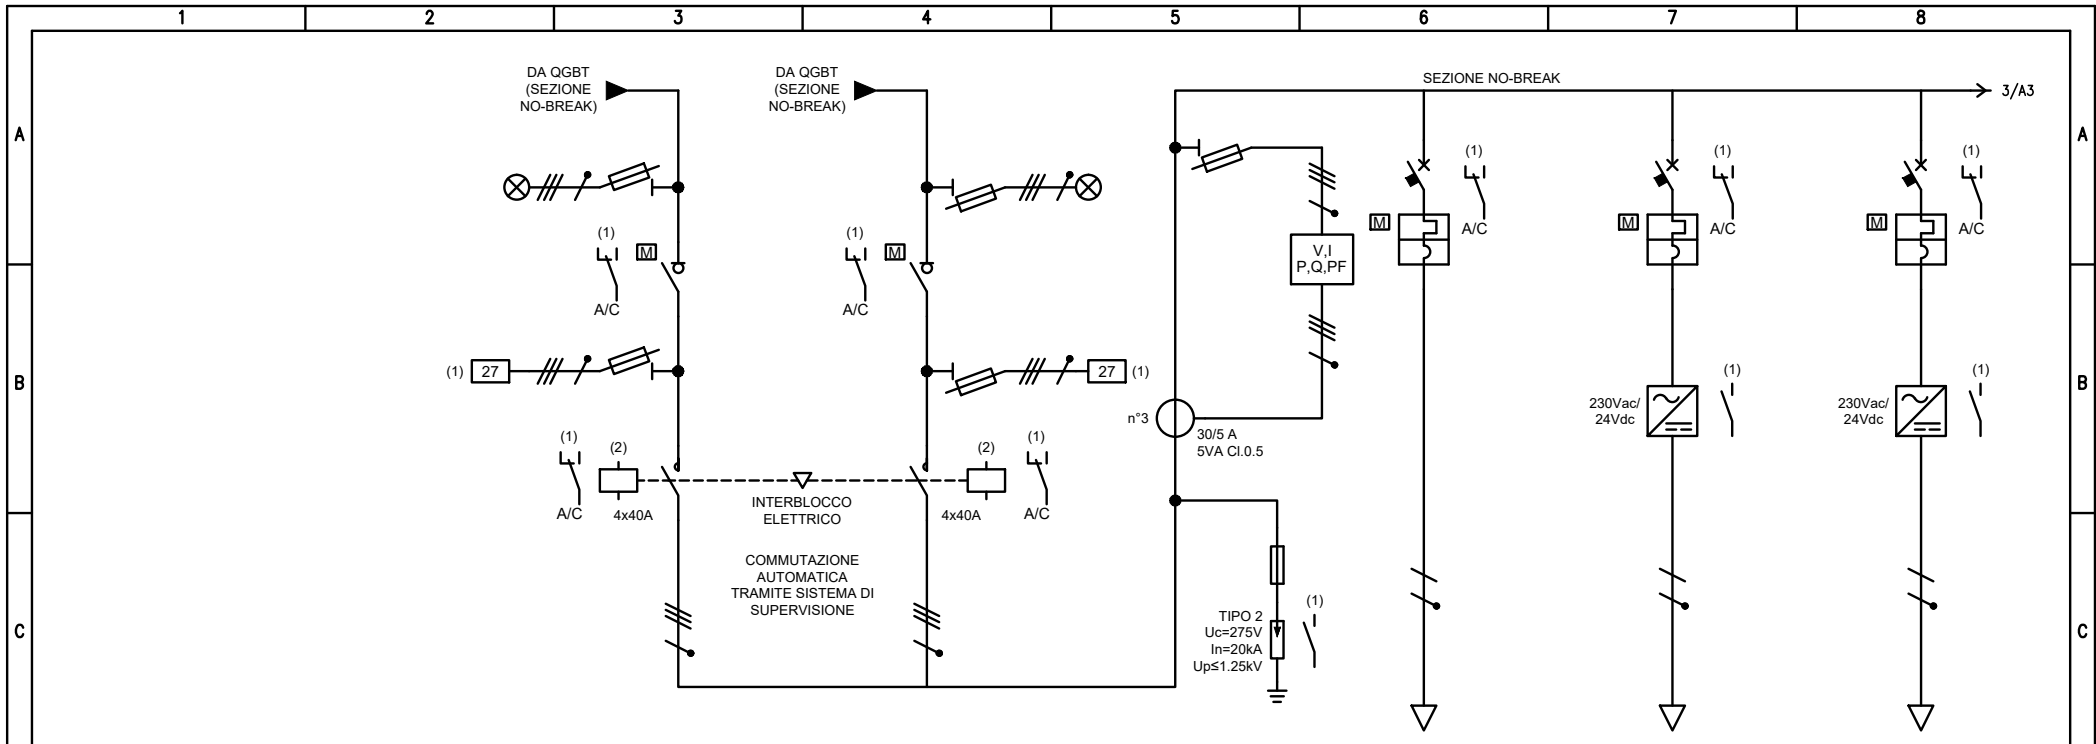 1 2 3 4 5 6 7 8
DA QGBT
(SEZIONE
NO-BREAK)
DA QGBT
(SEZIONE
NO-BREAK)
SEZIONE NO-BREAK
3/A3
A
A
(1)
M
A/C
(1)
M
A/C
V,I
P,Q,PF
(1)
M
A/C
(1)
M
A/C
(1)
M
A/C
B
B
(1) 27
27 (1)
n°3
30/5 A
5VA Cl.0.5
230Vac/
24Vdc
(1)
230Vac/
24Vdc
(1)
(1)
A/C
(2)
4x40A
INTERBLOCCO
ELETTRICO
(2)
4x40A
(1)
A/C
COMMUTAZIONE
AUTOMATICA
TRAMITE SISTEMA DI
SUPERVISIONE
C
C
TIPO 2
Uc=275V
In=20kA
Up≤1.25kV
(1)